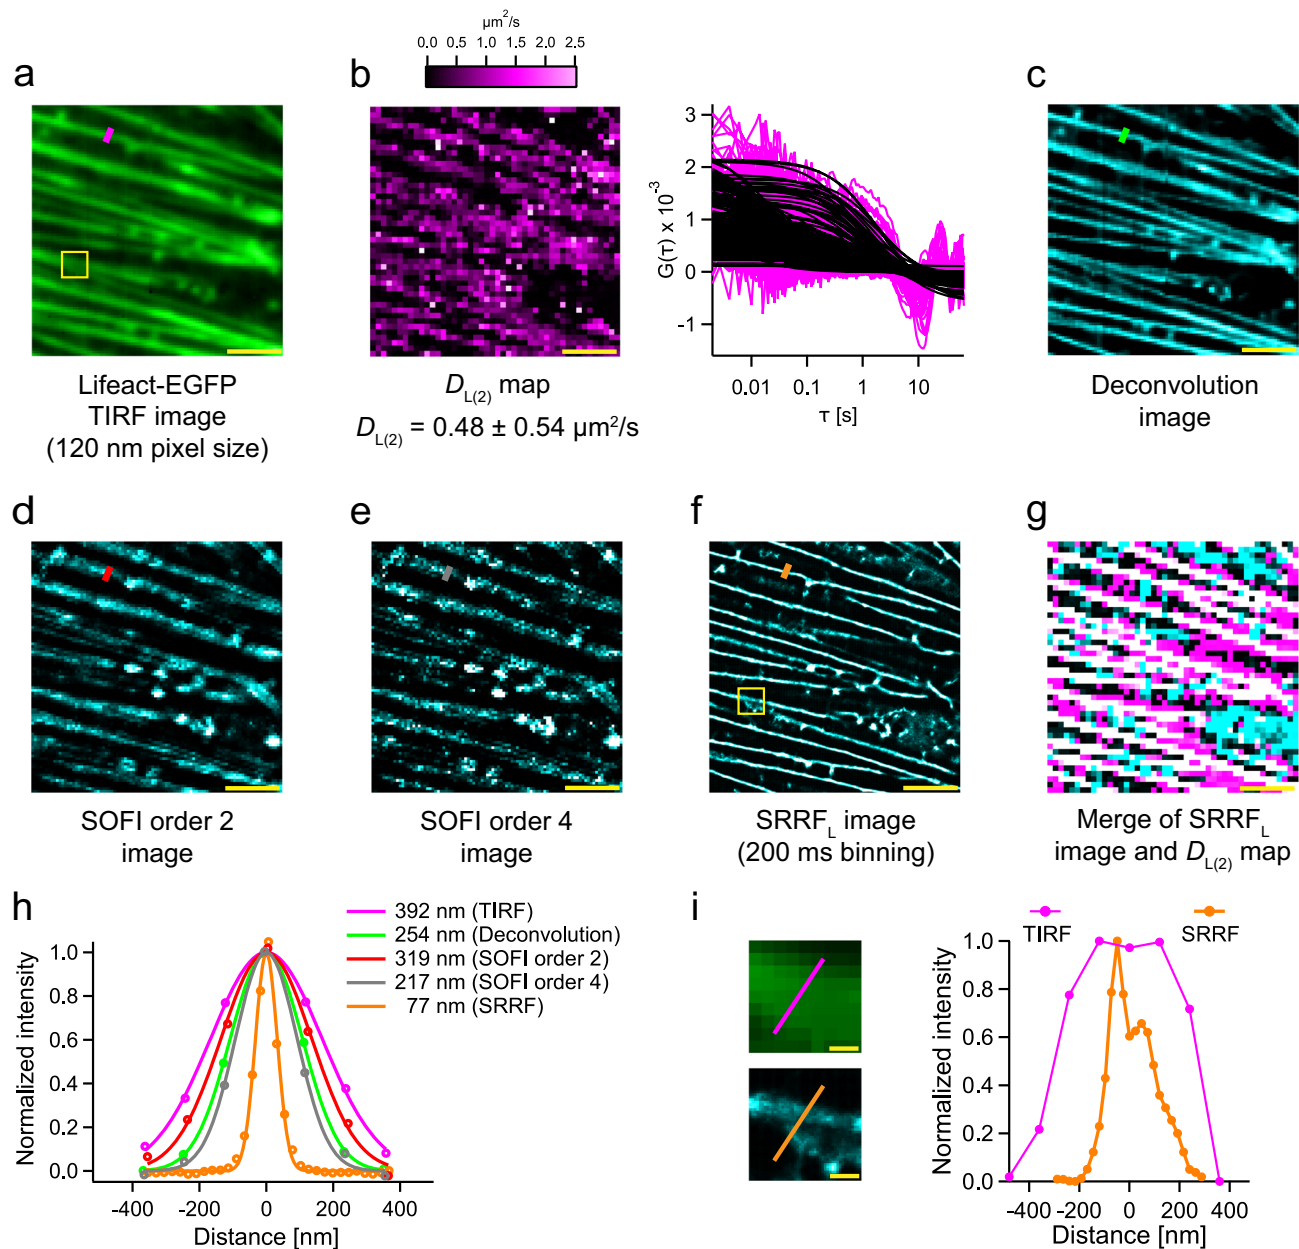 a
Lifeact-EGFP
TIRF image
(120 nm pixel size)
b
µm²/s
0.0 0.5 1.0 1.5 2.0 2.5
D_L(2) map
D_L(2) = 0.48 ± 0.54 µm²/s
G(τ) x 10⁻³
3
2
1
0
-1
0.01 0.1 1 10
τ [s]
c
Deconvolution
image
d
SOFI order 2
image
e
SOFI order 4
image
f
SRRF_L image
(200 ms binning)
g
Merge of SRRF_L
image and D_L(2) map
h
392 nm (TIRF)
254 nm (Deconvolution)
319 nm (SOFI order 2)
217 nm (SOFI order 4)
77 nm (SRRF)
Normalized intensity
1.0
0.8
0.6
0.4
0.2
0.0
-400 -200 0 200 400
Distance [nm]
i
TIRF SRRF
Normalized intensity
1.0
0.8
0.6
0.4
0.2
0.0
-400 -200 0 200 400
Distance [nm]